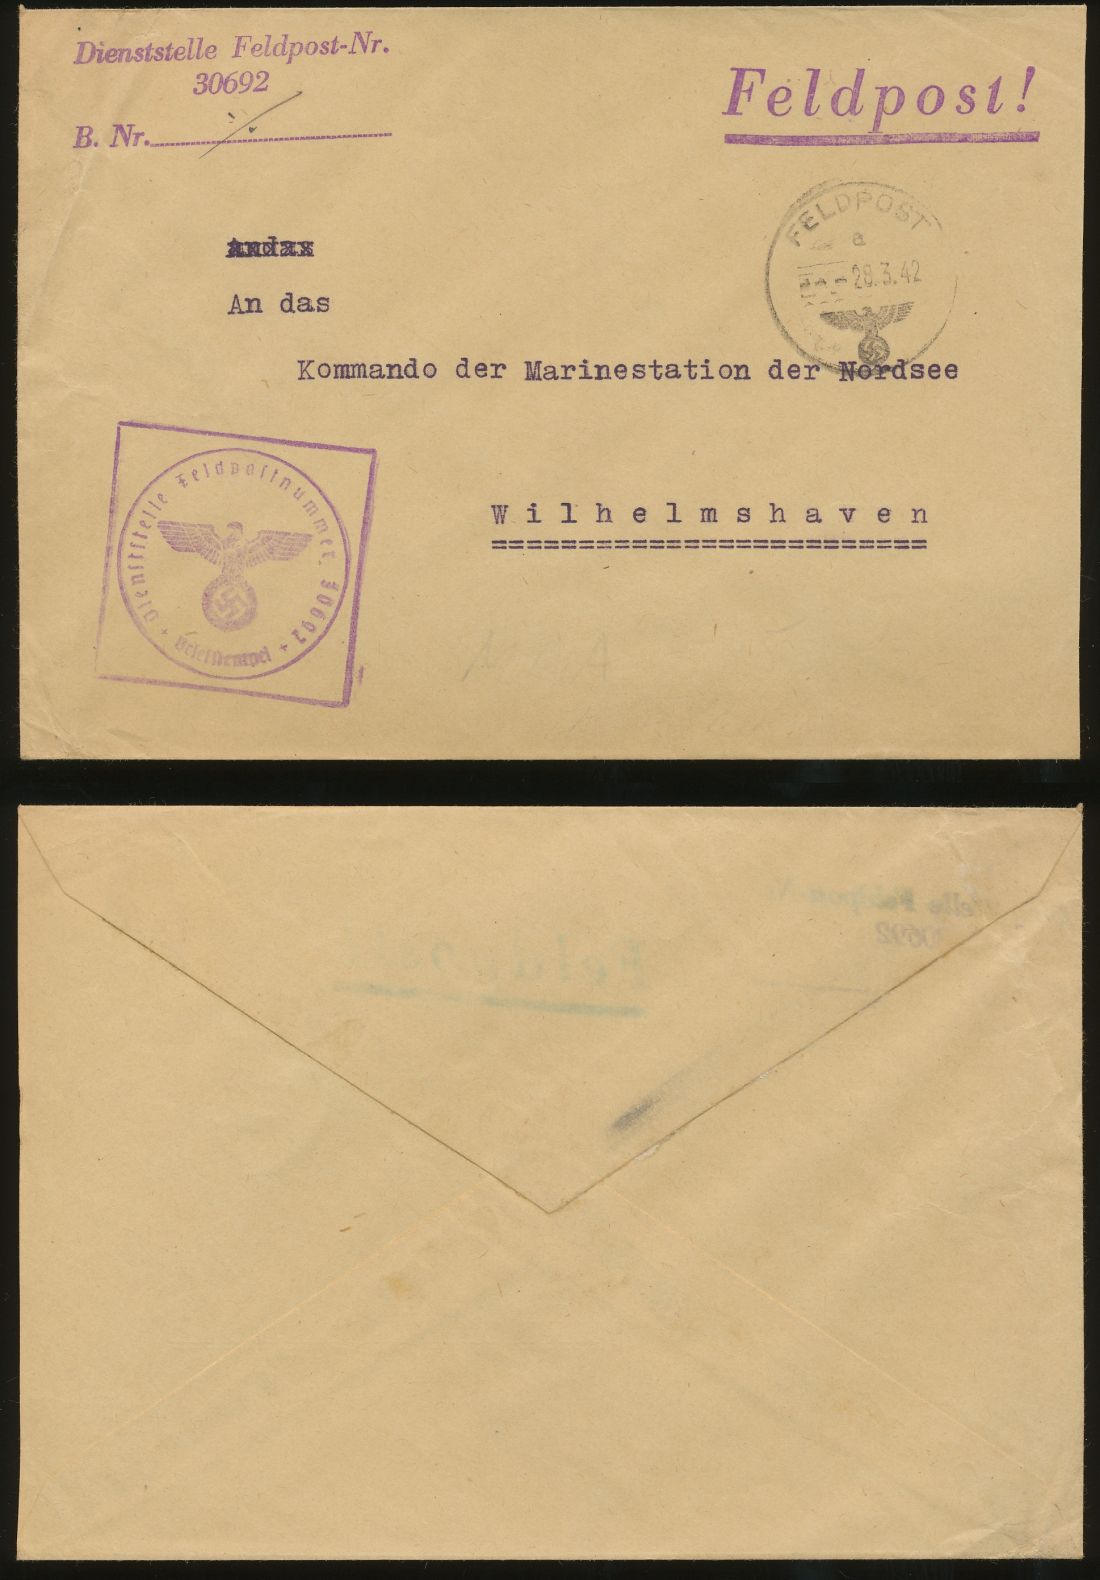 Dienststelle Feldpost-Nr.
30692
B. Nr.
Feldpost!
FELDPOST
a
28.3.42
An das
Kommando der Marinestation der Nordsee
Wilhelmshaven
Dienststelle Feldpostnummer 30692
Briefstempel